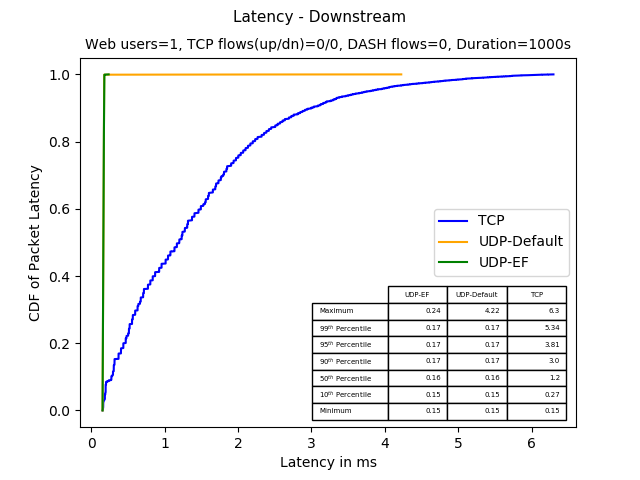 Latency - Downstream
Web users=1, TCP flows(up/dn)=0/0, DASH flows=0, Duration=1000s
CDF of Packet Latency
1.0
0.8
0.6
0.4
0.2
0.0
TCP
UDP-Default
UDP-EF
UDP-EF UDP-Default TCP
Maximum 0.24 4.22 6.3
99th Percentile 0.17 0.17 5.34
95th Percentile 0.17 0.17 3.81
90th Percentile 0.17 0.17 3.0
50th Percentile 0.16 0.16 1.2
10th Percentile 0.15 0.15 0.27
Minimum 0.15 0.15 0.15
0 1 2 3 4 5 6
Latency in ms